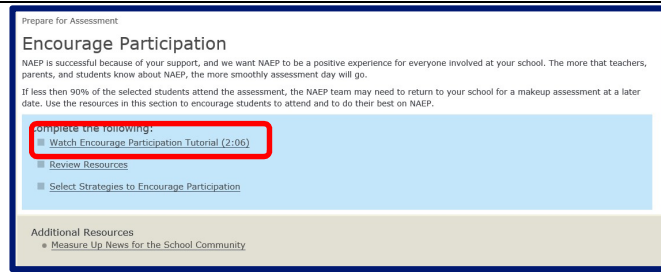 Prepare for Assessment
Encourage Participation
NAEP is successful because of your support, and we want NAEP to be a positive experience for everyone involved at your school. The more that teachers,
parents, and students know about NAEP, the more smoothly assessment day will go.
If less then 90% of the selected students attend the assessment, the NAEP team may need to return to your school for a makeup assessment at a later
date. Use the resources in this section to encourage students to attend and to do their best on NAEP.
Complete the following:
Watch Encourage Participation Tutorial (2:06)
Review Resources
Select Strategies to Encourage Participation
Additional Resources
Measure Up News for the School Community